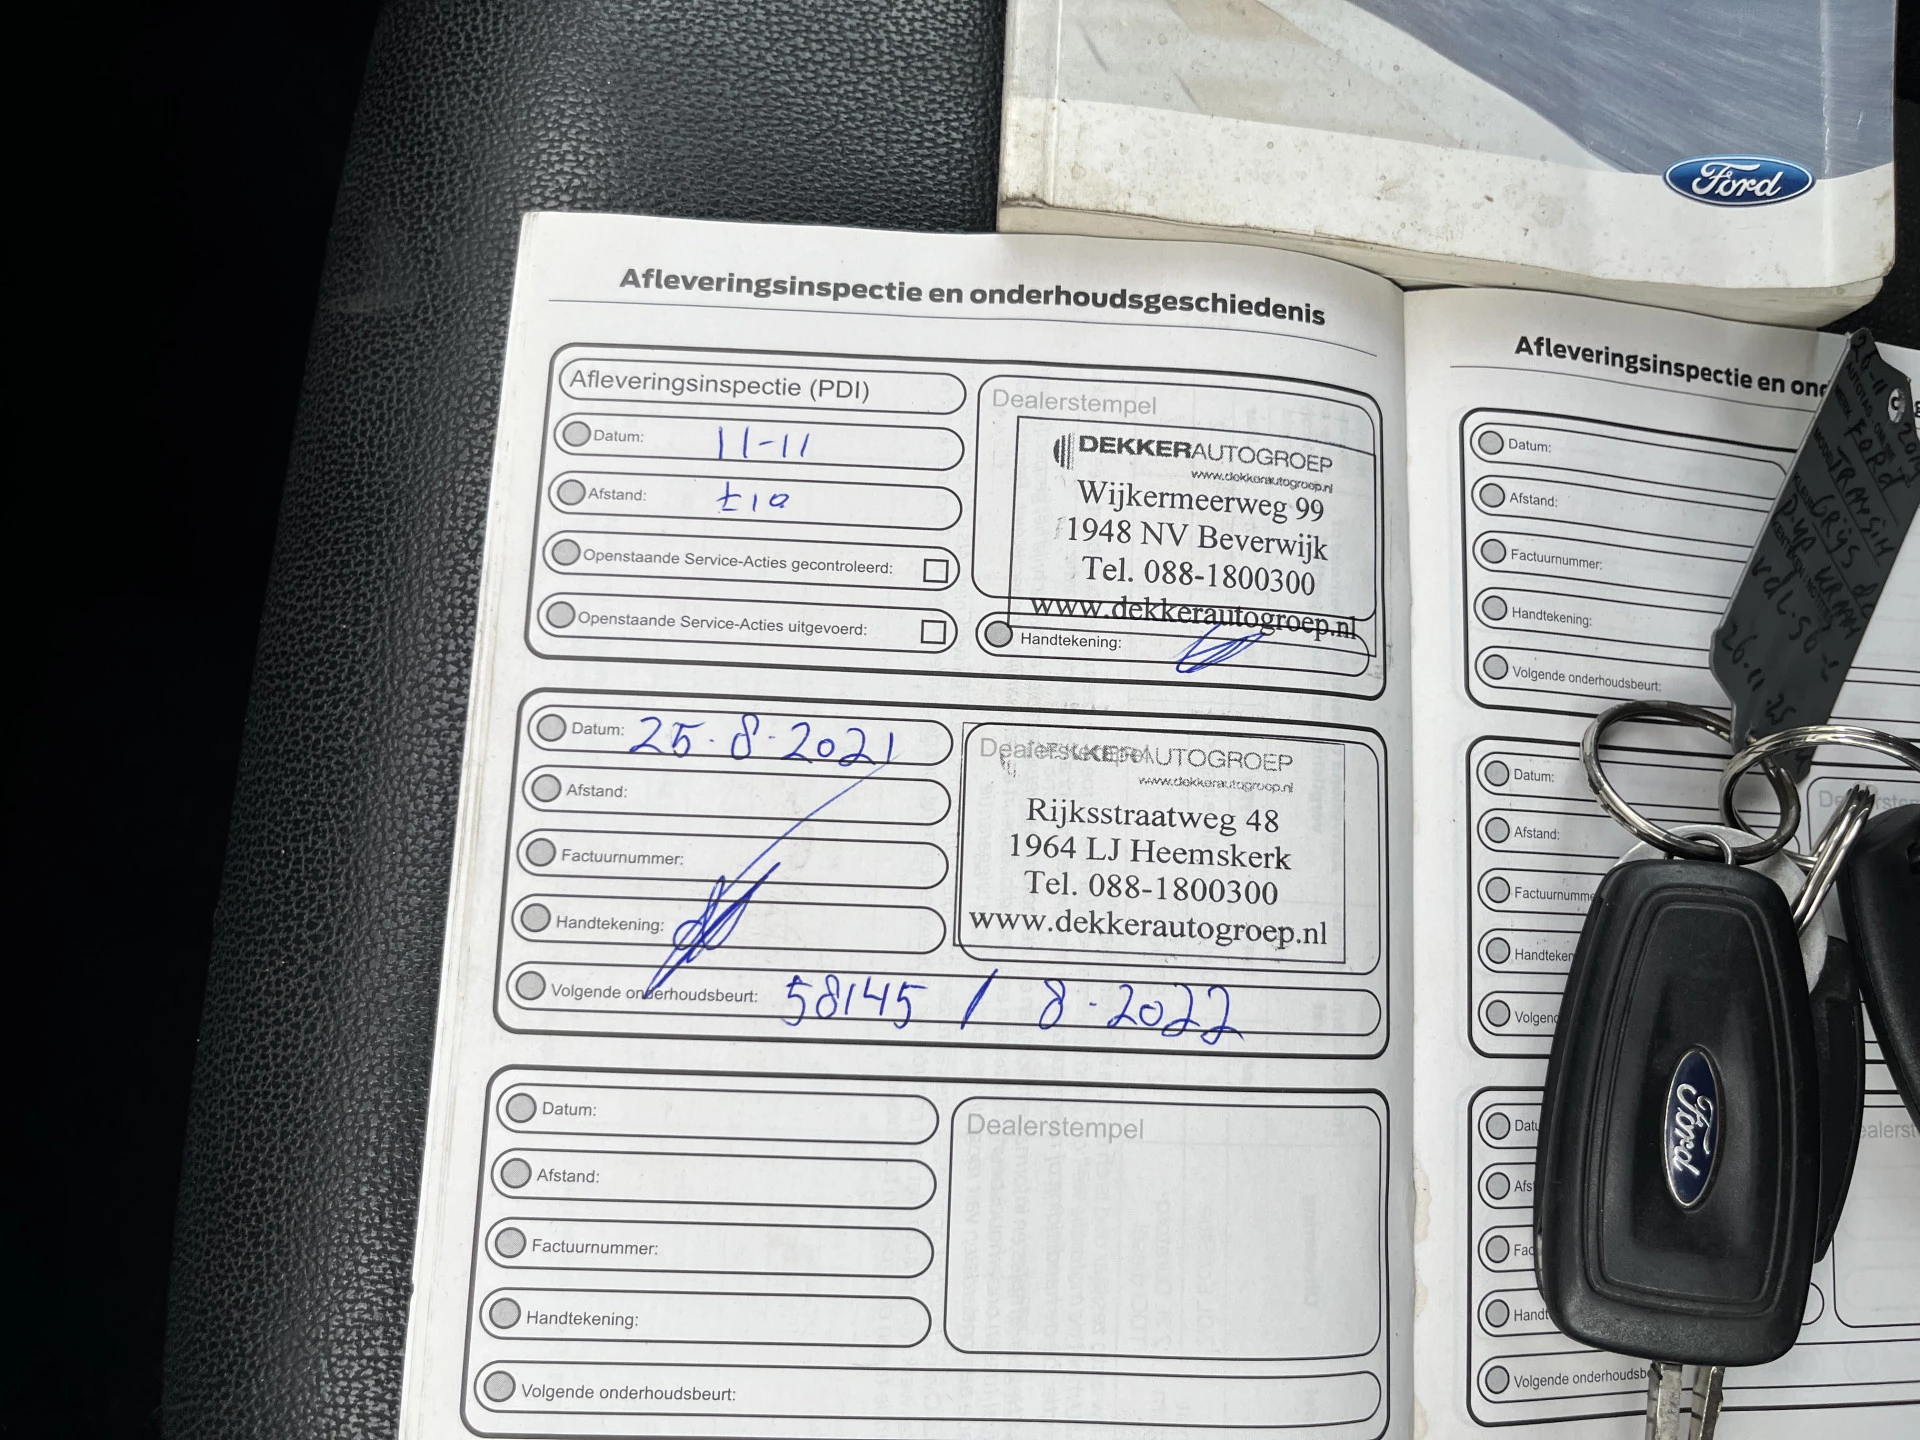 Ford
Afleveringsinspectie en onderhoudsgeschiedenis
Afleveringsinspectie (PDI)
Datum: 11-11
Afstand: ±10
Openstaande Service-Acties gecontroleerd:
Openstaande Service-Acties uitgevoerd:
Dealerstempel
DEKKERAUTOGROEP
www.dekkerautogroep.nl
Wijkermeerweg 99
1948 NV Beverwijk
Tel. 088-1800300
www.dekkerautogroep.nl
Handtekening:
Datum: 25-8-2021
Afstand:
Factuurnummer:
Handtekening:
Volgende onderhoudsbeurt: 58145 / 8-2022
Dealerstempel
AUTOGROEP
www.dekkerautogroep.nl
Rijksstraatweg 48
1964 LJ Heemskerk
Tel. 088-1800300
www.dekkerautogroep.nl
Datum:
Afstand:
Factuurnummer:
Handtekening:
Volgende onderhoudsbeurt:
Dealerstempel
Afleveringsinspectie en
Datum:
Afstand:
Factuurnummer:
Handtekening:
Volgende onderhoudsbeurt:
Datum:
Afstand:
FORD
Ford